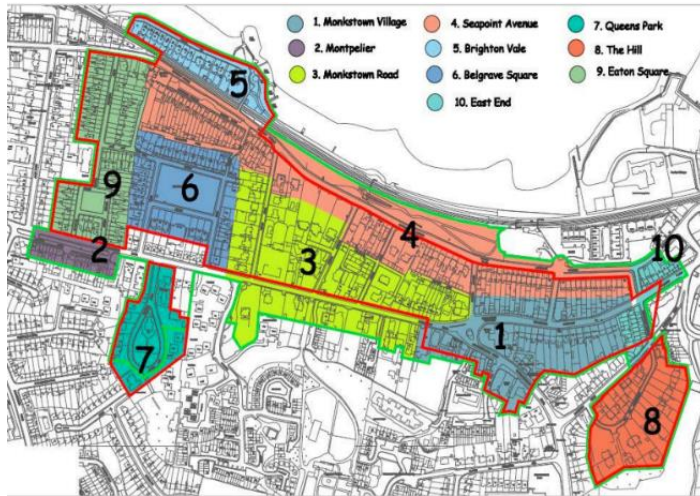 1. Monkstown Village
2. Montpelier
3. Monkstown Road
4. Seapoint Avenue
5. Brighton Vale
6. Belgrave Square
10. East End
7. Queens Park
8. The Hill
9. Eaton Square
5
9
6
2
4
3
10
1
7
8